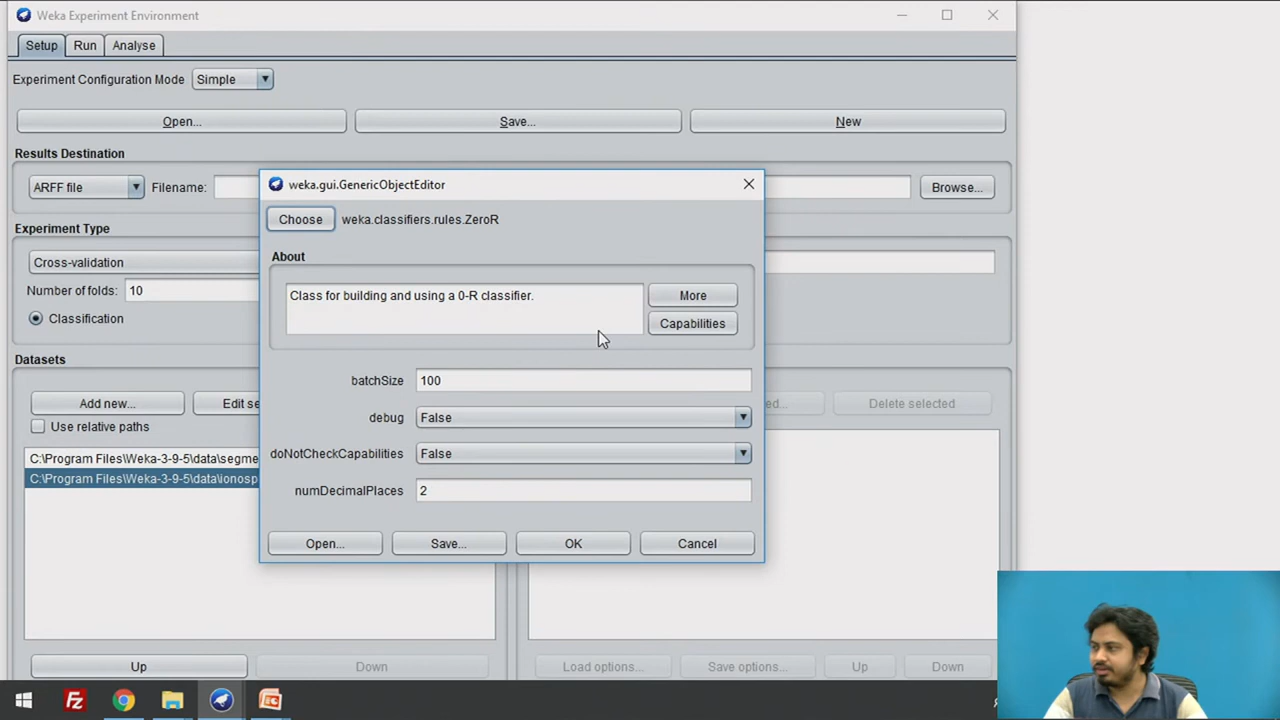 Weka Experiment Environment
Setup Run Analyse
Experiment Configuration Mode Simple
Open... Save... New
Results Destination
ARFF file Filename: Browse...
Experiment Type
Cross-validation
Number of folds: 10
Classification
Datasets
Add new... Edit se
Delete selected
Use relative paths
C:\Program Files\Weka-3-9-5\data\segme
C:\Program Files\Weka-3-9-5\data\ionosp
Up Down
Load options... Save options... Up Down
weka.gui.GenericObjectEditor
Choose weka.classifiers.rules.ZeroR
About
Class for building and using a 0-R classifier.
More
Capabilities
batchSize 100
debug False
doNotCheckCapabilities False
numDecimalPlaces 2
Open... Save... OK Cancel
Fz